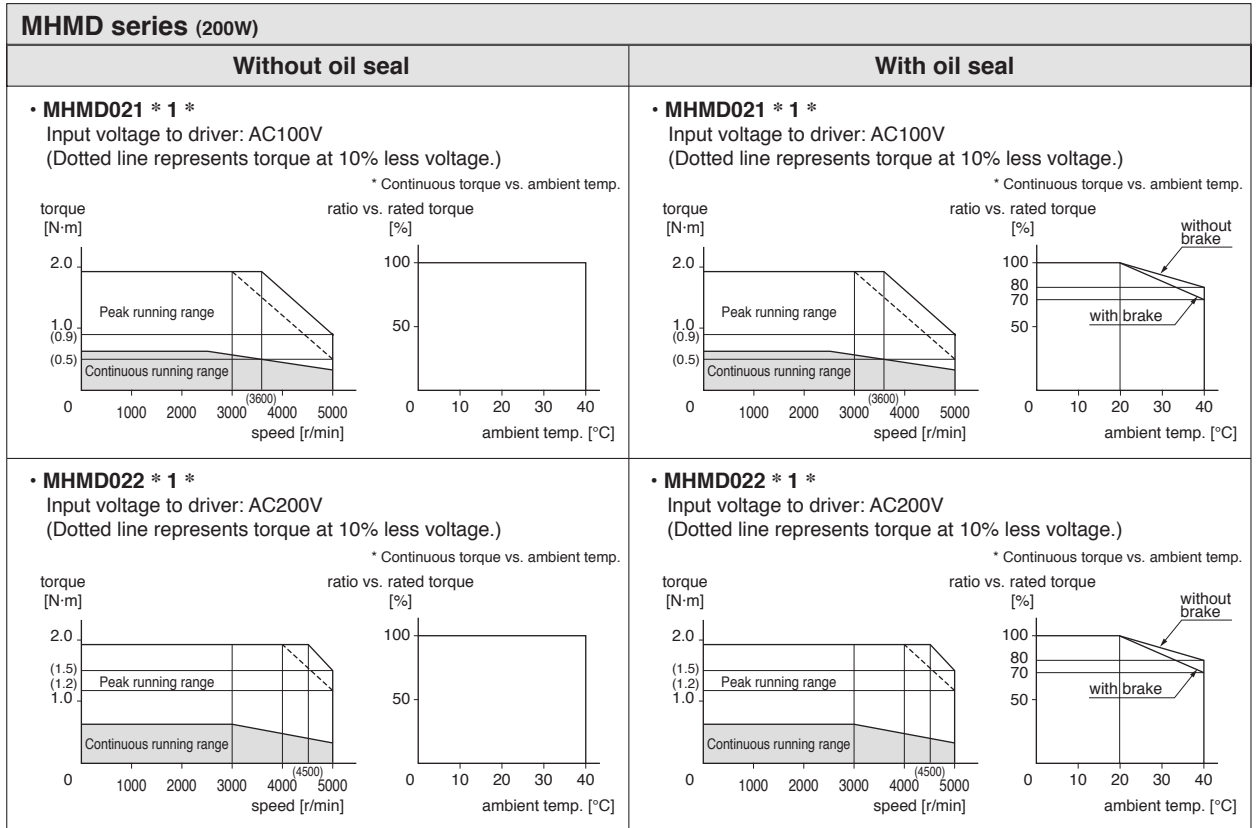 MHMD series (200W)
Without oil seal
With oil seal
• MHMD021 * 1 *
Input voltage to driver: AC100V
(Dotted line represents torque at 10% less voltage.)
* Continuous torque vs. ambient temp.
torque
[N·m]
2.0
1.0
(0.9)
(0.5)
0
Peak running range
Continuous running range
1000 2000 3000 (3600) 4000 5000
speed [r/min]
ratio vs. rated torque
[%]
100
50
0 10 20 30 40
ambient temp. [°C]
• MHMD021 * 1 *
Input voltage to driver: AC100V
(Dotted line represents torque at 10% less voltage.)
* Continuous torque vs. ambient temp.
torque
[N·m]
2.0
1.0
(0.9)
(0.5)
0
Peak running range
Continuous running range
1000 2000 3000 (3600) 4000 5000
speed [r/min]
ratio vs. rated torque
[%]
without
brake
100
80
70
with brake
50
0 10 20 30 40
ambient temp. [°C]
• MHMD022 * 1 *
Input voltage to driver: AC200V
(Dotted line represents torque at 10% less voltage.)
* Continuous torque vs. ambient temp.
torque
[N·m]
2.0
(1.5)
(1.2)
1.0
0
Peak running range
Continuous running range
1000 2000 3000 4000 (4500) 5000
speed [r/min]
ratio vs. rated torque
[%]
100
50
0 10 20 30 40
ambient temp. [°C]
• MHMD022 * 1 *
Input voltage to driver: AC200V
(Dotted line represents torque at 10% less voltage.)
* Continuous torque vs. ambient temp.
torque
[N·m]
2.0
(1.5)
(1.2)
1.0
0
Peak running range
Continuous running range
1000 2000 3000 4000 (4500) 5000
speed [r/min]
ratio vs. rated torque
[%]
without
brake
100
80
70
with brake
50
0 10 20 30 40
ambient temp. [°C]